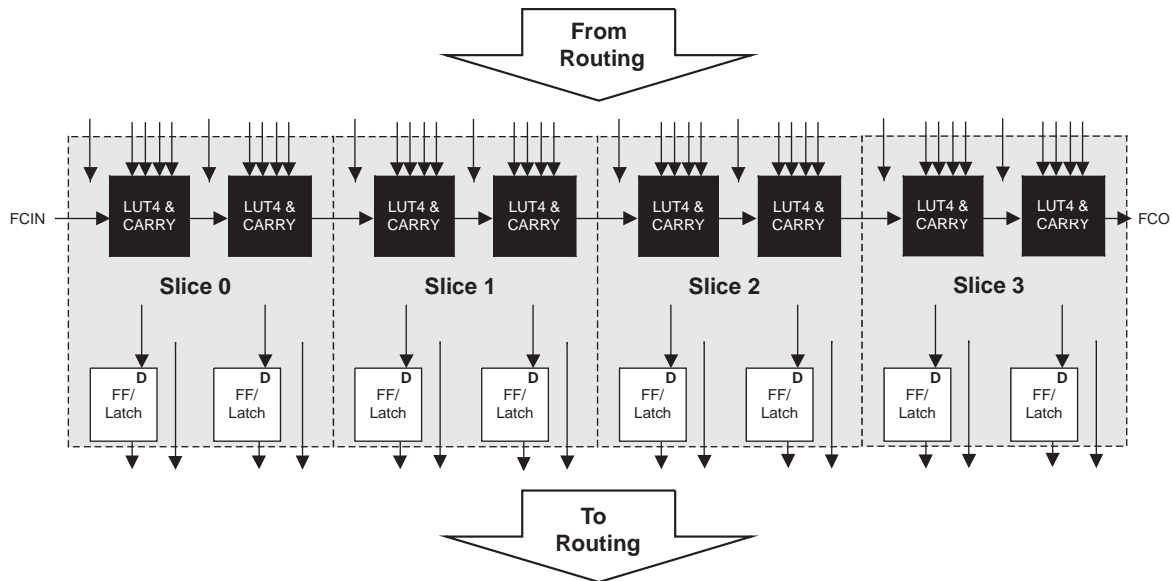 From
Routing
FCIN
LUT4 &
CARRY
LUT4 &
CARRY
LUT4 &
CARRY
LUT4 &
CARRY
LUT4 &
CARRY
LUT4 &
CARRY
LUT4 &
CARRY
LUT4 &
CARRY
FCO
Slice 0
Slice 1
Slice 2
Slice 3
D
FF/
Latch
D
FF/
Latch
D
FF/
Latch
D
FF/
Latch
D
FF/
Latch
D
FF/
Latch
D
FF/
Latch
D
FF/
Latch
To
Routing